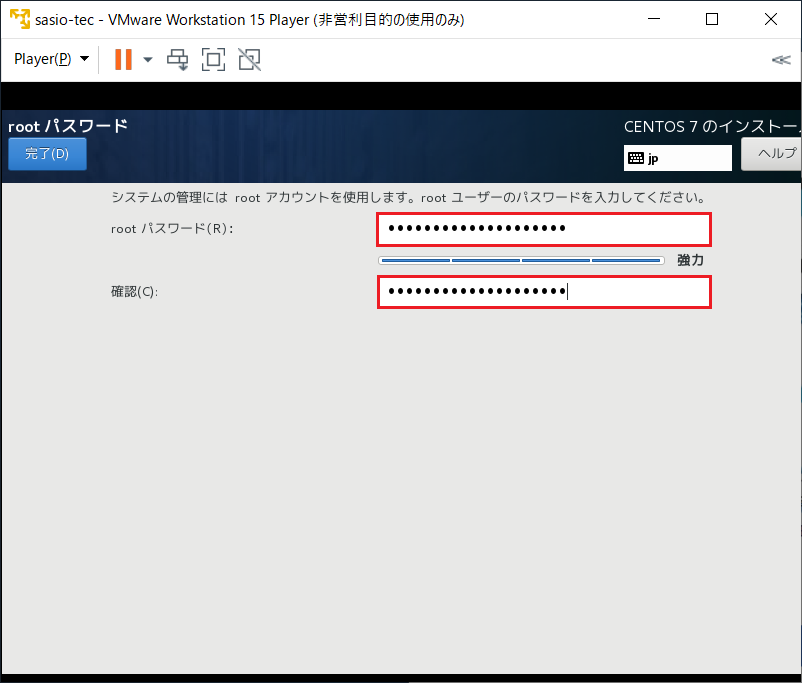 sasio-tec - VMware Workstation 15 Player (非営利目的の使用のみ)
Player(P)
root パスワード
CENTOS 7 のインストー
完了(D)
jp
ヘルプ
システムの管理には root アカウントを使用します。root ユーザーのパスワードを入力してください。
root パスワード(R):
●●●●●●●●●●●●●●●●●●●●
強力
確認(C):
●●●●●●●●●●●●●●●●●●●●